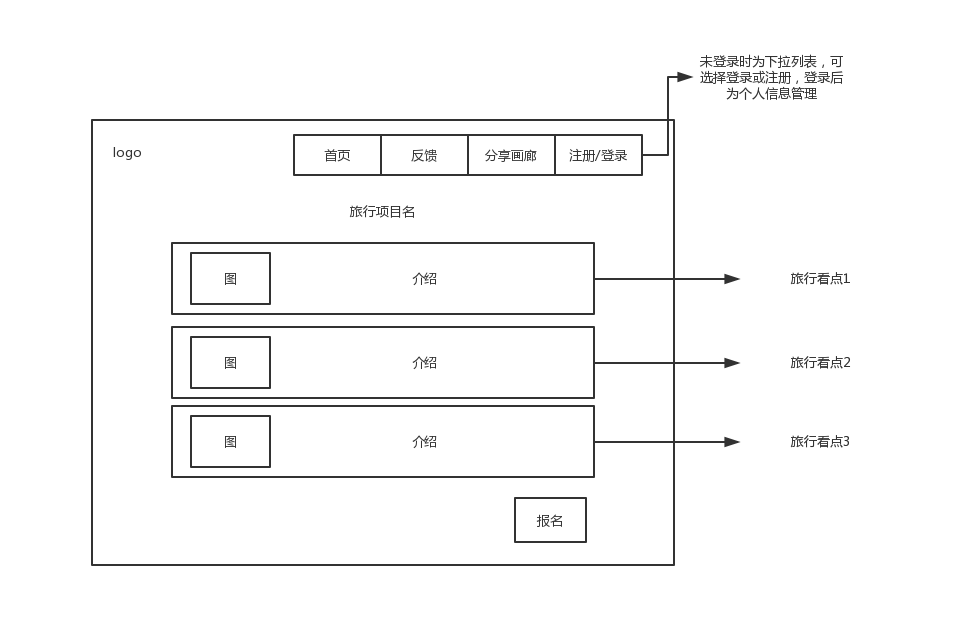 未登录时为下拉列表，可
选择登录或注册，登录后
为个人信息管理
logo
首页
反馈
分享画廊
注册/登录
旅行项目名
图
介绍
旅行看点1
图
介绍
旅行看点2
图
介绍
旅行看点3
报名